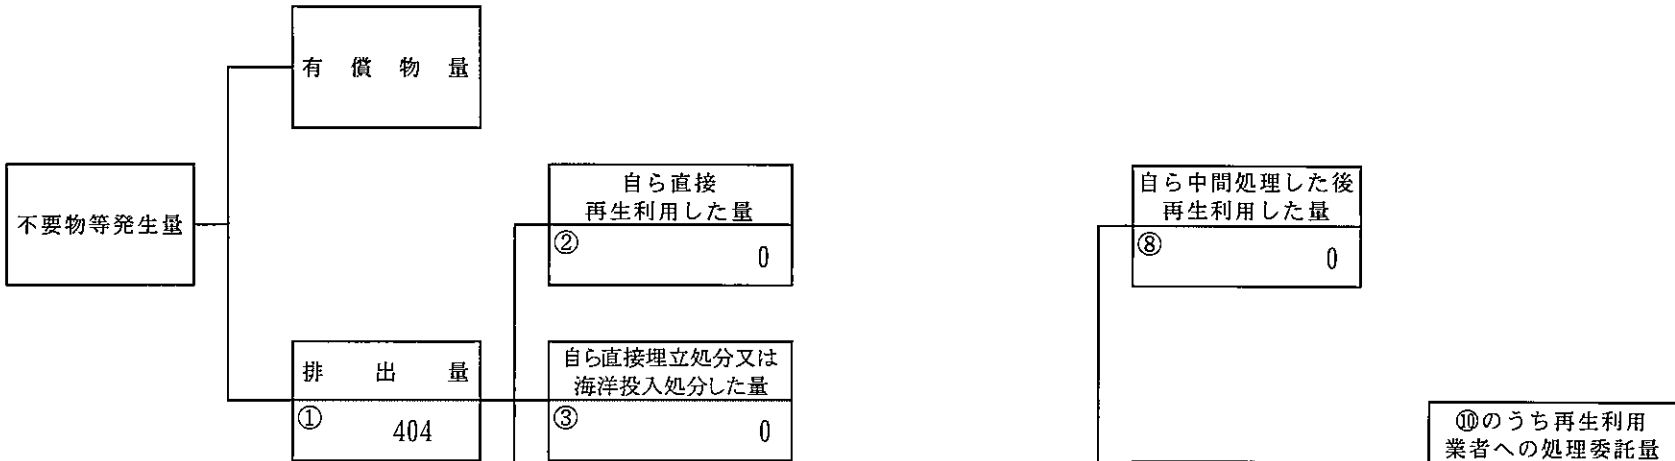 有償物量
不要物等発生量
自ら直接
再生利用した量
② 0
自ら中間処理した後
再生利用した量
⑧ 0
排出量
① 404
自ら直接埋立処分又は
海洋投入処分した量
③ 0
⑩のうち再生利用
業者への処理委託量